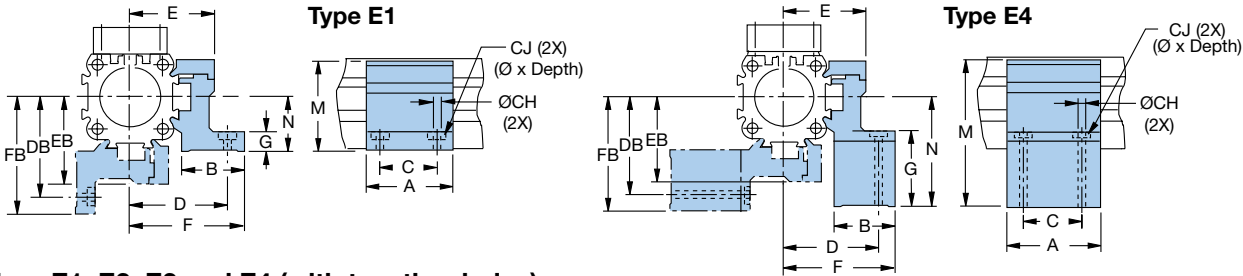 E
Type E1
CJ (2X)
(Ø x Depth)
ØCH
(2X)
M
N
G
FB
DB
EB
B
C
A
D
F
E
Type E4
CJ (2X)
(Ø x Depth)
ØCH
(2X)
M
N
G
FB
DB
EB
B
C
A
D
F